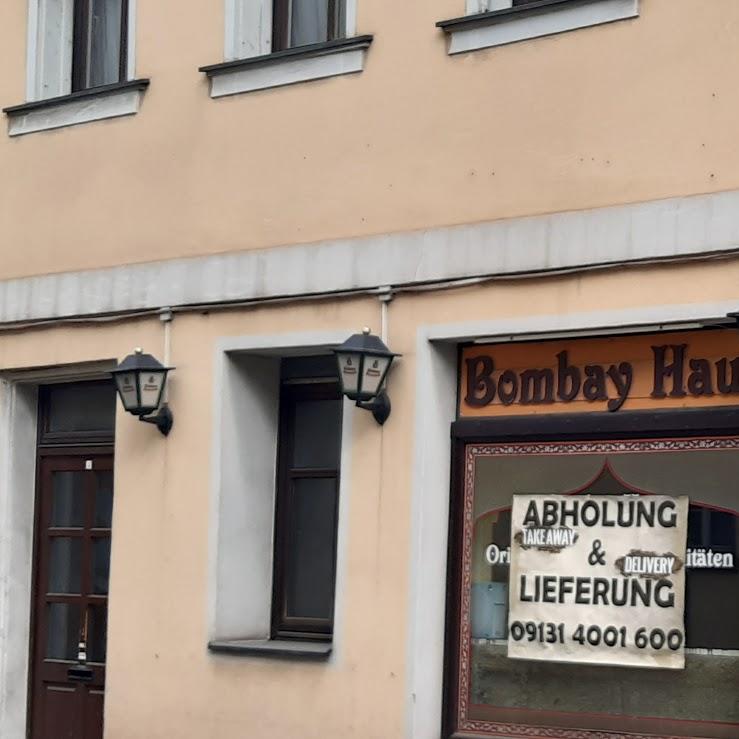 Bombay Hau
ABHOLUNG
TAKE AWAY
&
DELIVERY
Ori
itäten
LIEFERUNG
09131 4001 600